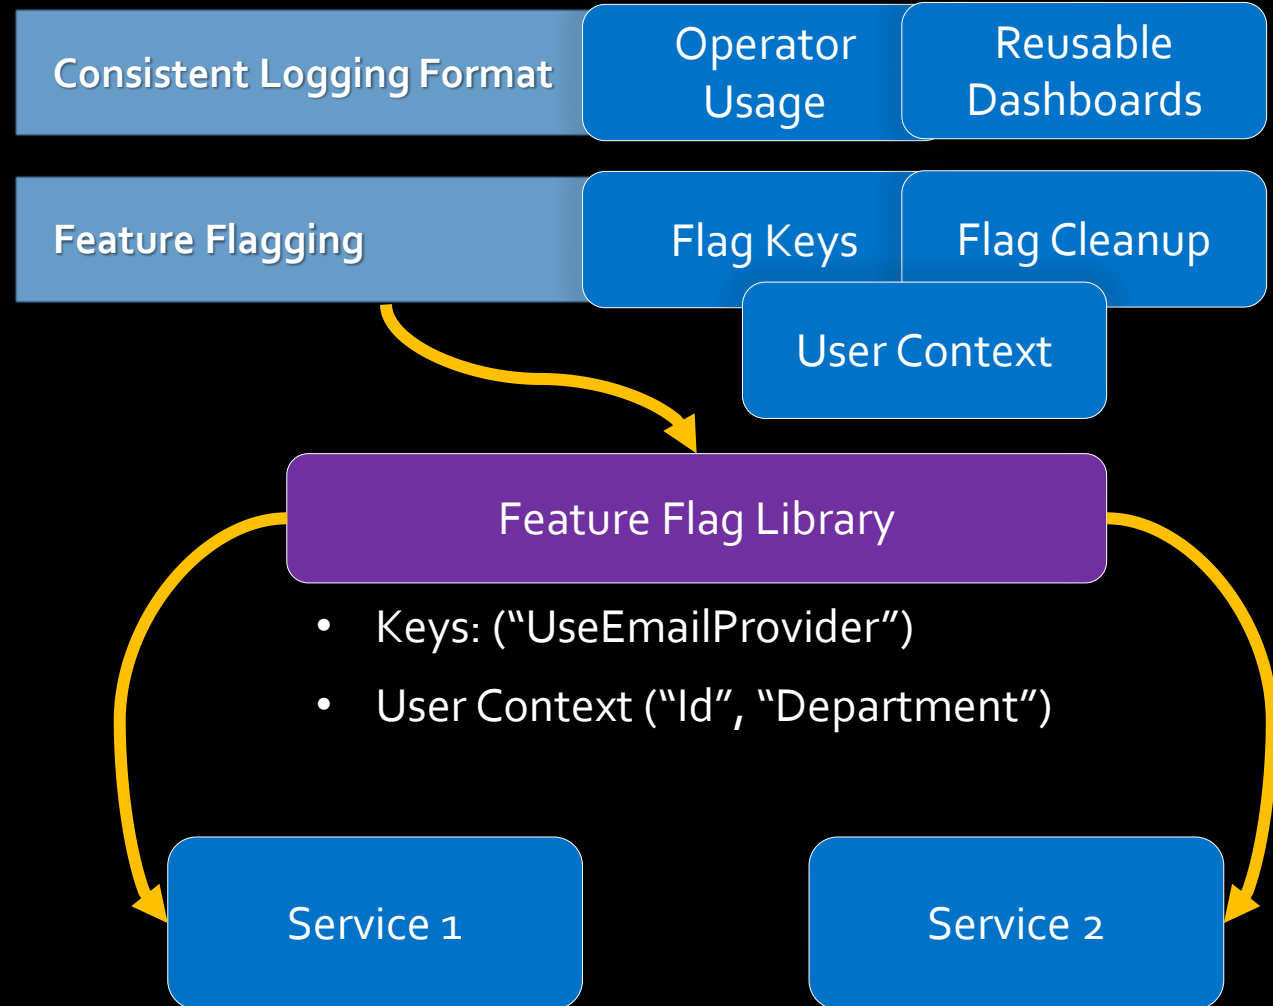 Consistent Logging Format
Operator
Usage
Reusable
Dashboards
Feature Flagging
Flag Keys
Flag Cleanup
User Context
Feature Flag Library
• Keys: (“UseEmailProvider”)
• User Context (“Id”, “Department”)
Service 1
Service 2